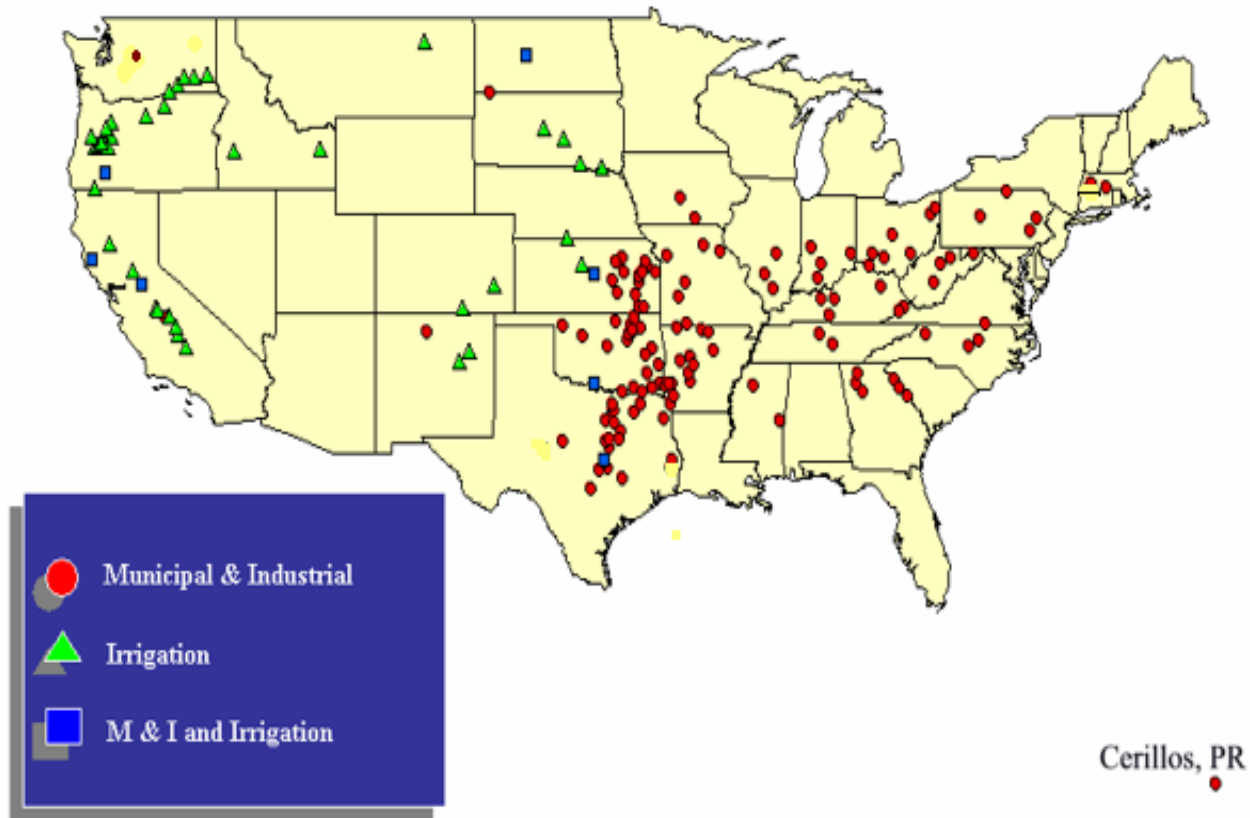 Municipal & Industrial
Irrigation
M & I and Irrigation
Cerillos, PR